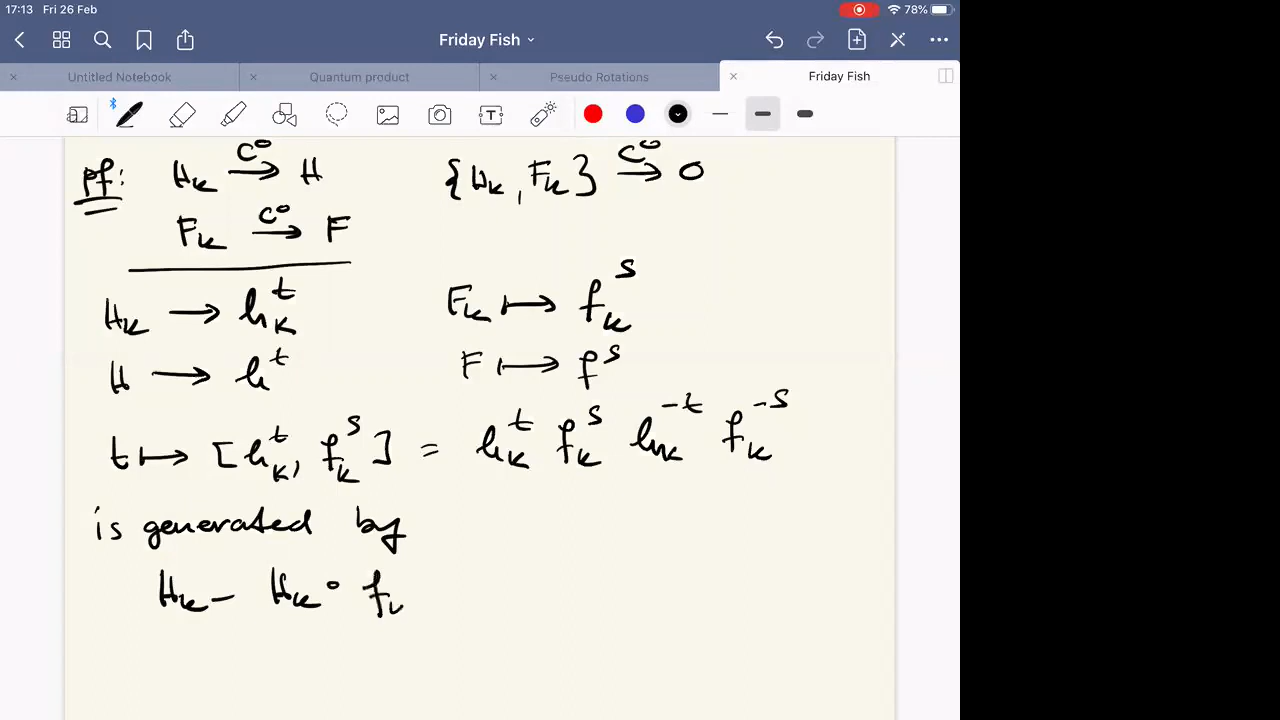 17:13 Fri 26 Feb 78%
Friday Fish
Untitled Notebook Quantum product Pseudo Rotations Friday Fish
pf: H_k →^{C^0} H {H_k, F_k} →^{C^0} 0
F_k →^{C^0} F
H_k → h_k^t F_k ↦ f_k^s
H → h^t F ↦ f^s
t ↦ [h_k^t, f_k^s] = h_k^t f_k^s h_k^{-t} f_k^{-s}
is generated by
H_k - H_k ∘ f